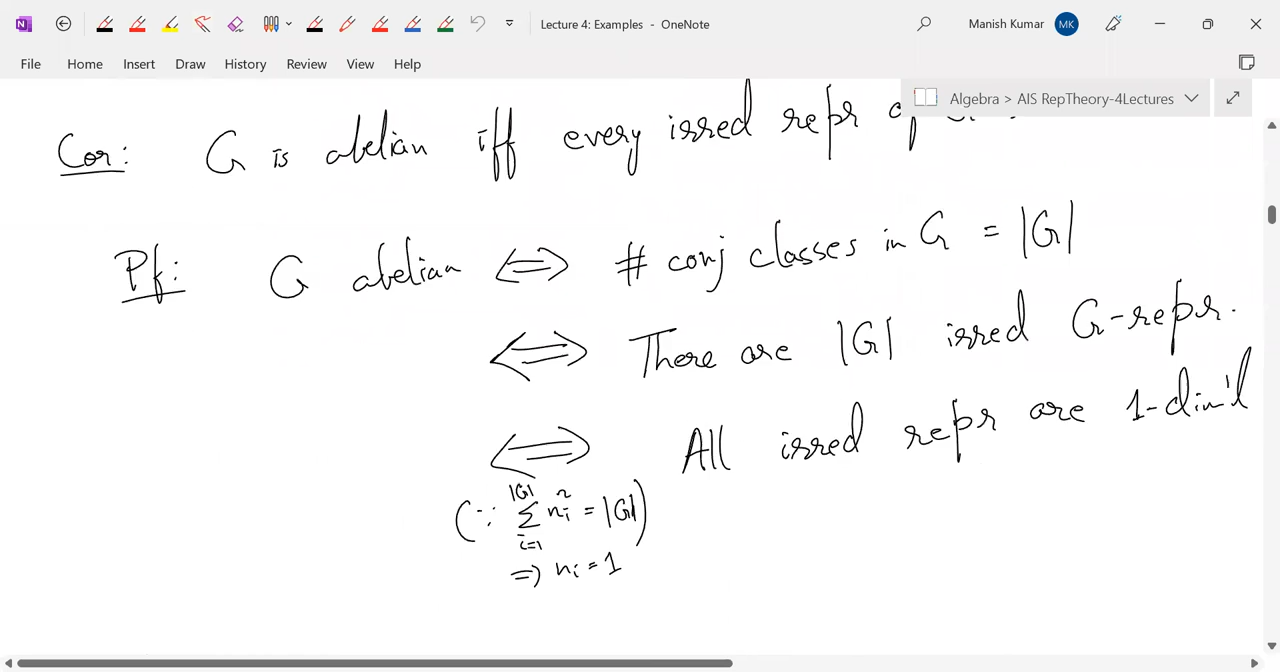 Lecture 4: Examples - OneNote
Manish Kumar MK
File Home Insert Draw History Review View Help
Algebra > AIS RepTheory-4Lectures
Cor: G is abelian iff every irred repr of
Pf: G abelian ⟺ # conj classes in G = |G|
⟺ There are |G| irred G-repr.
⟺ All irred repr are 1-dim'l
(∵ ∑_{i=1}^{|G|} n_i^2 = |G|)
⇒ n_i = 1